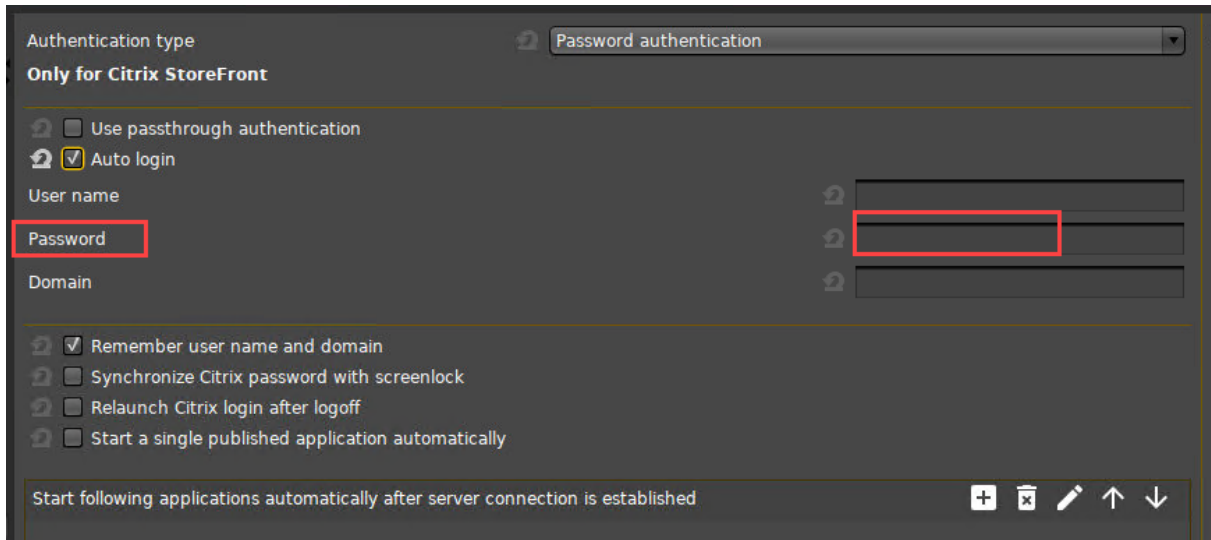 Authentication type
Password authentication
Only for Citrix StoreFront
Use passthrough authentication
Auto login
User name
Password
Domain
Remember user name and domain
Synchronize Citrix password with screenlock
Relaunch Citrix login after logoff
Start a single published application automatically
Start following applications automatically after server connection is established